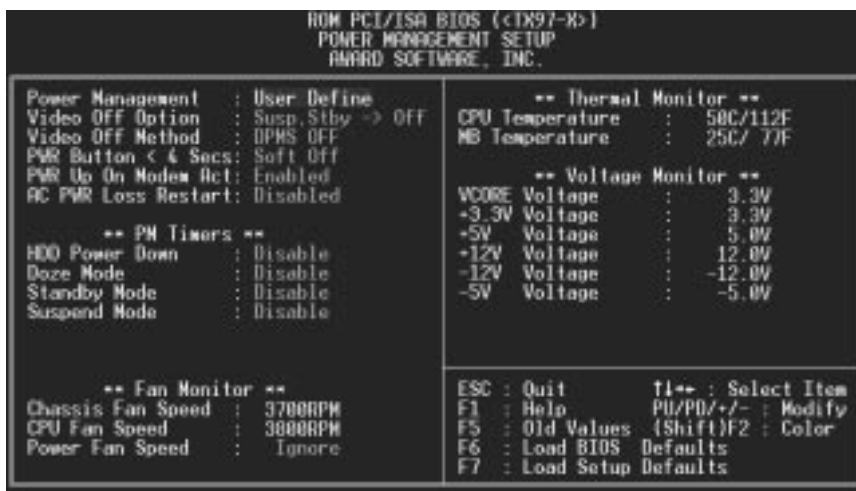 ROM PCI/ISA BIOS (<TX97-X>)
POWER MANAGEMENT SETUP
AWARD SOFTWARE, INC.
Power Management : User Define
Video Off Option : Susp,Stby -> Off
Video Off Method : DPMS OFF
PWR Button < 4 Secs: Soft Off
PWR Up On Modem Act: Enabled
AC PWR Loss Restart: Disabled
** PM Timers **
HDD Power Down : Disable
Doze Mode : Disable
Standby Mode : Disable
Suspend Mode : Disable
** Fan Monitor **
Chassis Fan Speed : 3700RPM
CPU Fan Speed : 3800RPM
Power Fan Speed : Ignore
** Thermal Monitor **
CPU Temperature : 50C/112F
MB Temperature : 25C/ 77F
** Voltage Monitor **
VCORE Voltage : 3.3V
+3.3V Voltage : 3.3V
+5V Voltage : 5.0V
+12V Voltage : 12.0V
-12V Voltage : -12.0V
-5V Voltage : -5.0V
ESC : Quit ↑↓→← : Select Item
F1 : Help PU/PD/+/- : Modify
F5 : Old Values (Shift)F2 : Color
F6 : Load BIOS Defaults
F7 : Load Setup Defaults